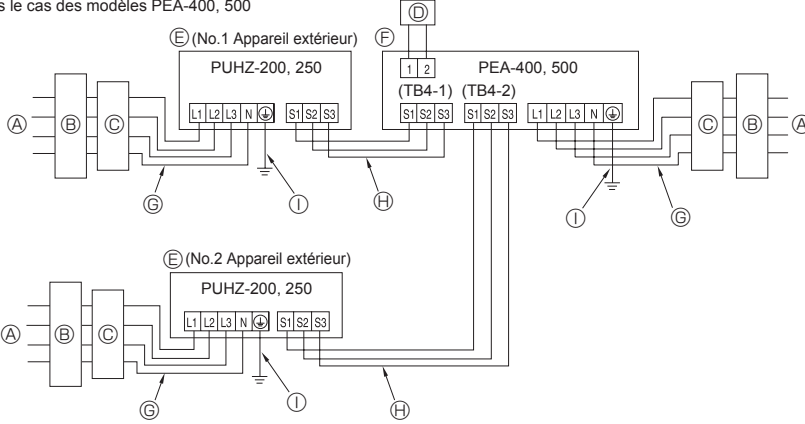 s le cas des modèles PEA-400, 500
Ⓓ
Ⓔ (No.1 Appareil extérieur)
Ⓕ
PUHZ-200, 250
1 2
PEA-400, 500
(TB4-1) (TB4-2)
L1 L2 L3 N S1 S2 S3
S1 S2 S3 S1 S2 S3 L1 L2 L3 N
Ⓐ Ⓑ Ⓒ
Ⓒ Ⓑ Ⓐ
Ⓖ Ⓘ Ⓗ Ⓘ Ⓖ
Ⓔ (No.2 Appareil extérieur)
PUHZ-200, 250
L1 L2 L3 N S1 S2 S3
Ⓐ Ⓑ Ⓒ
Ⓖ Ⓘ Ⓗ